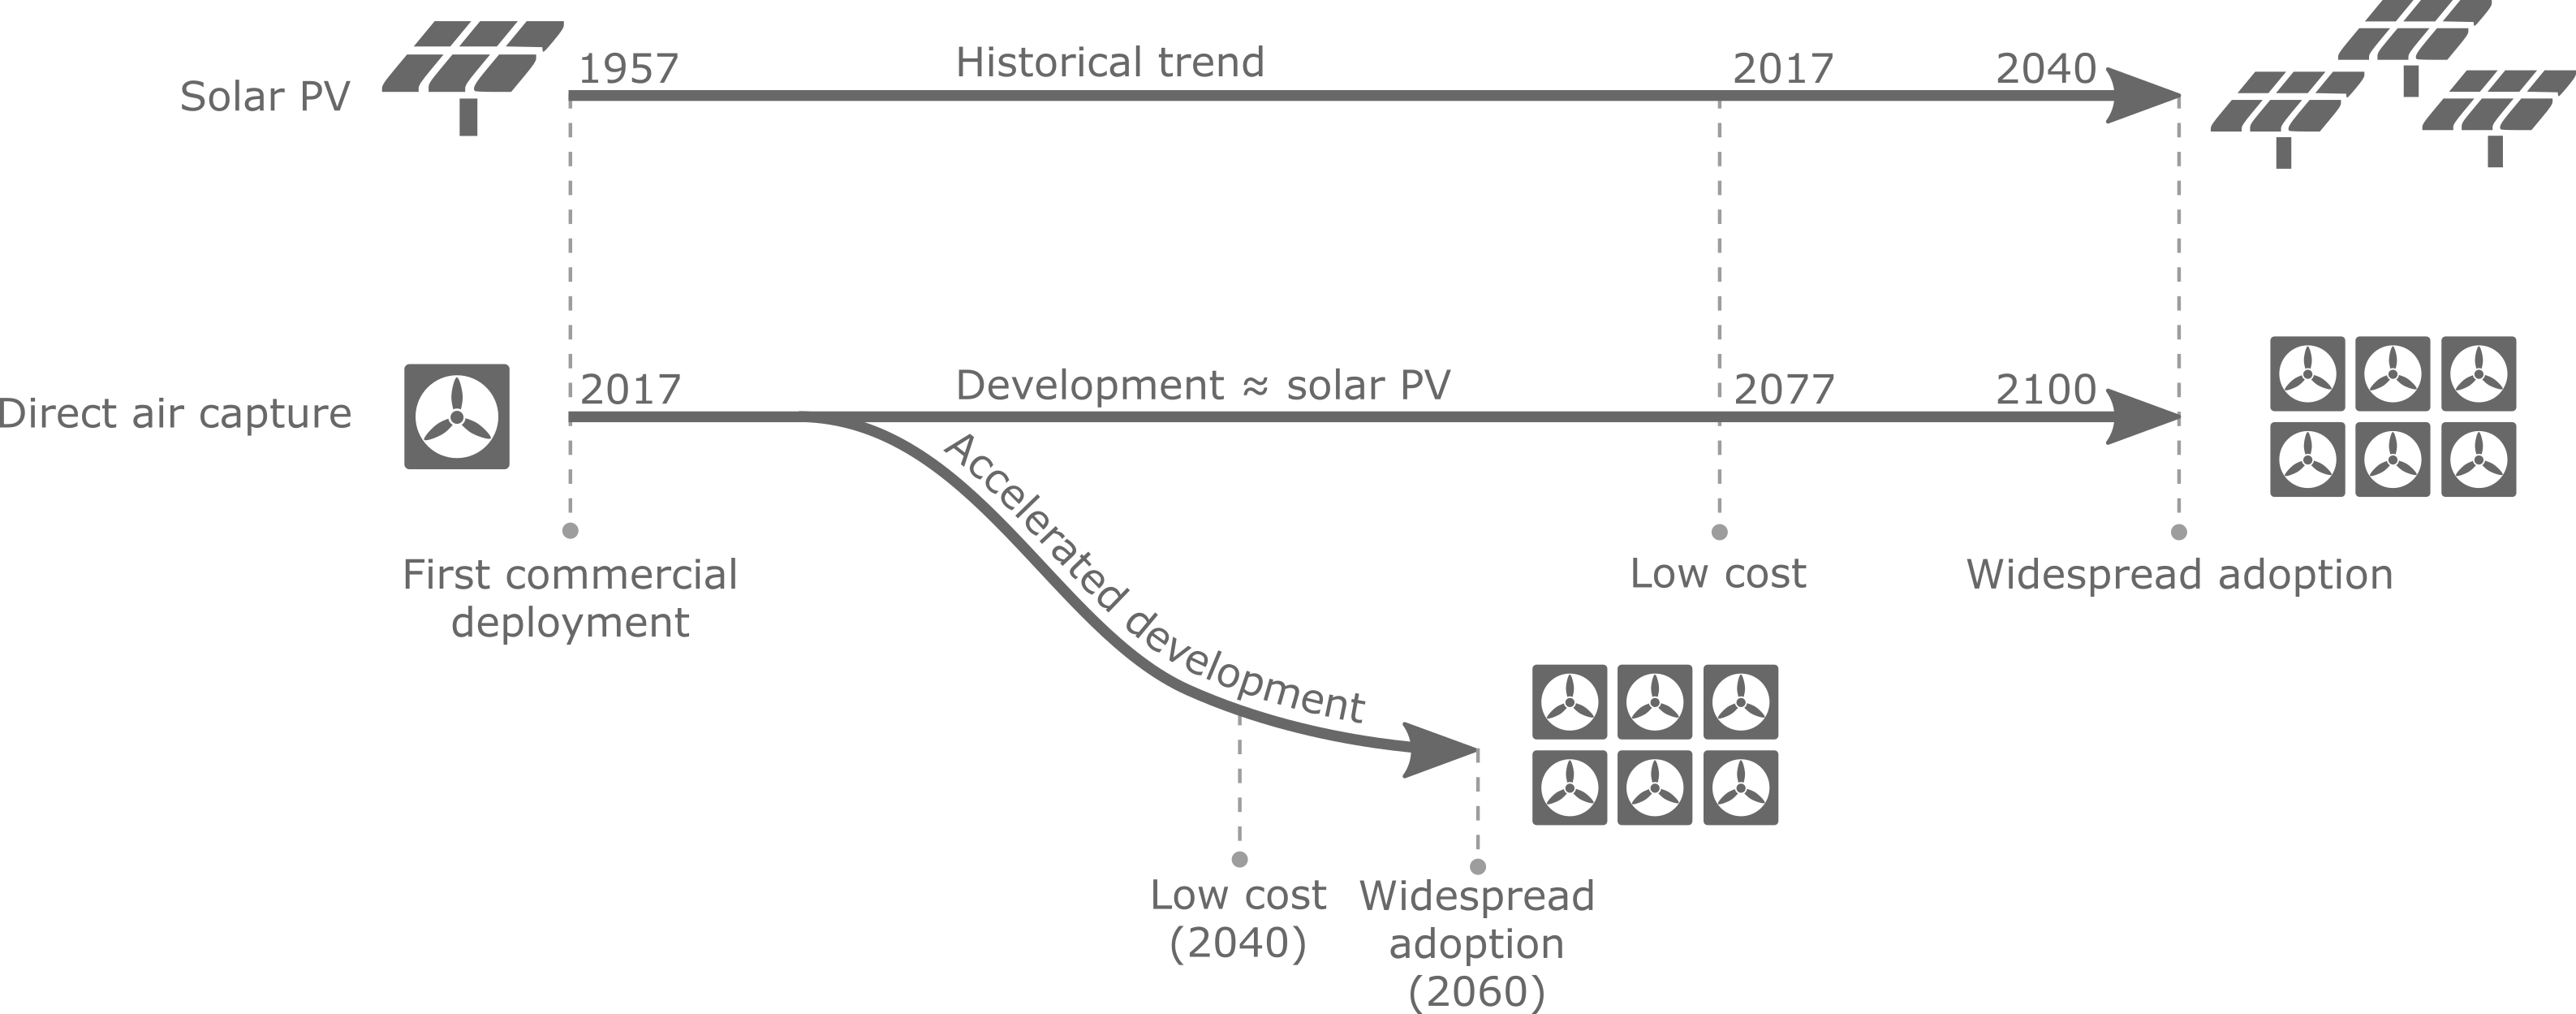 Solar PV
1957
Historical trend
2017
2040
Direct air capture
2017
Development ≈ solar PV
2077
2100
Accelerated development
First commercial
deployment
Low cost
Widespread adoption
Low cost
(2040)
Widespread
adoption
(2060)